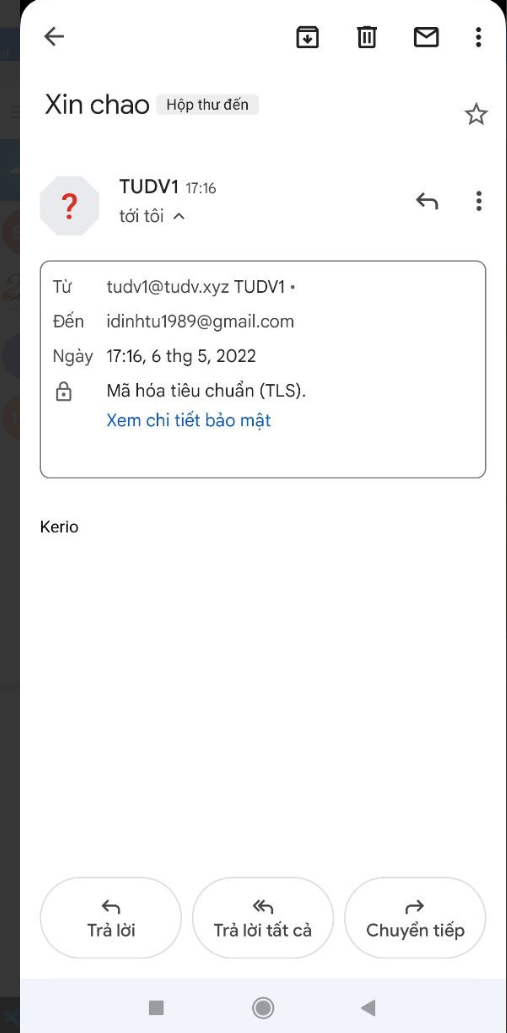 Xin chao Hộp thư đến
?
TUDV1 17:16
tới tôi
Từ tudv1@tudv.xyz TUDV1 •
Đến idinhtu1989@gmail.com
Ngày 17:16, 6 thg 5, 2022
Mã hóa tiêu chuẩn (TLS).
Xem chi tiết bảo mật
Kerio
Trả lời Trả lời tất cả Chuyển tiếp